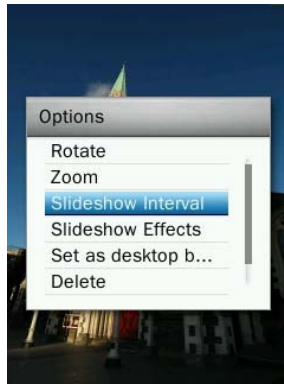 Options
Rotate
Zoom
Slideshow Interval
Slideshow Effects
Set as desktop b...
Delete